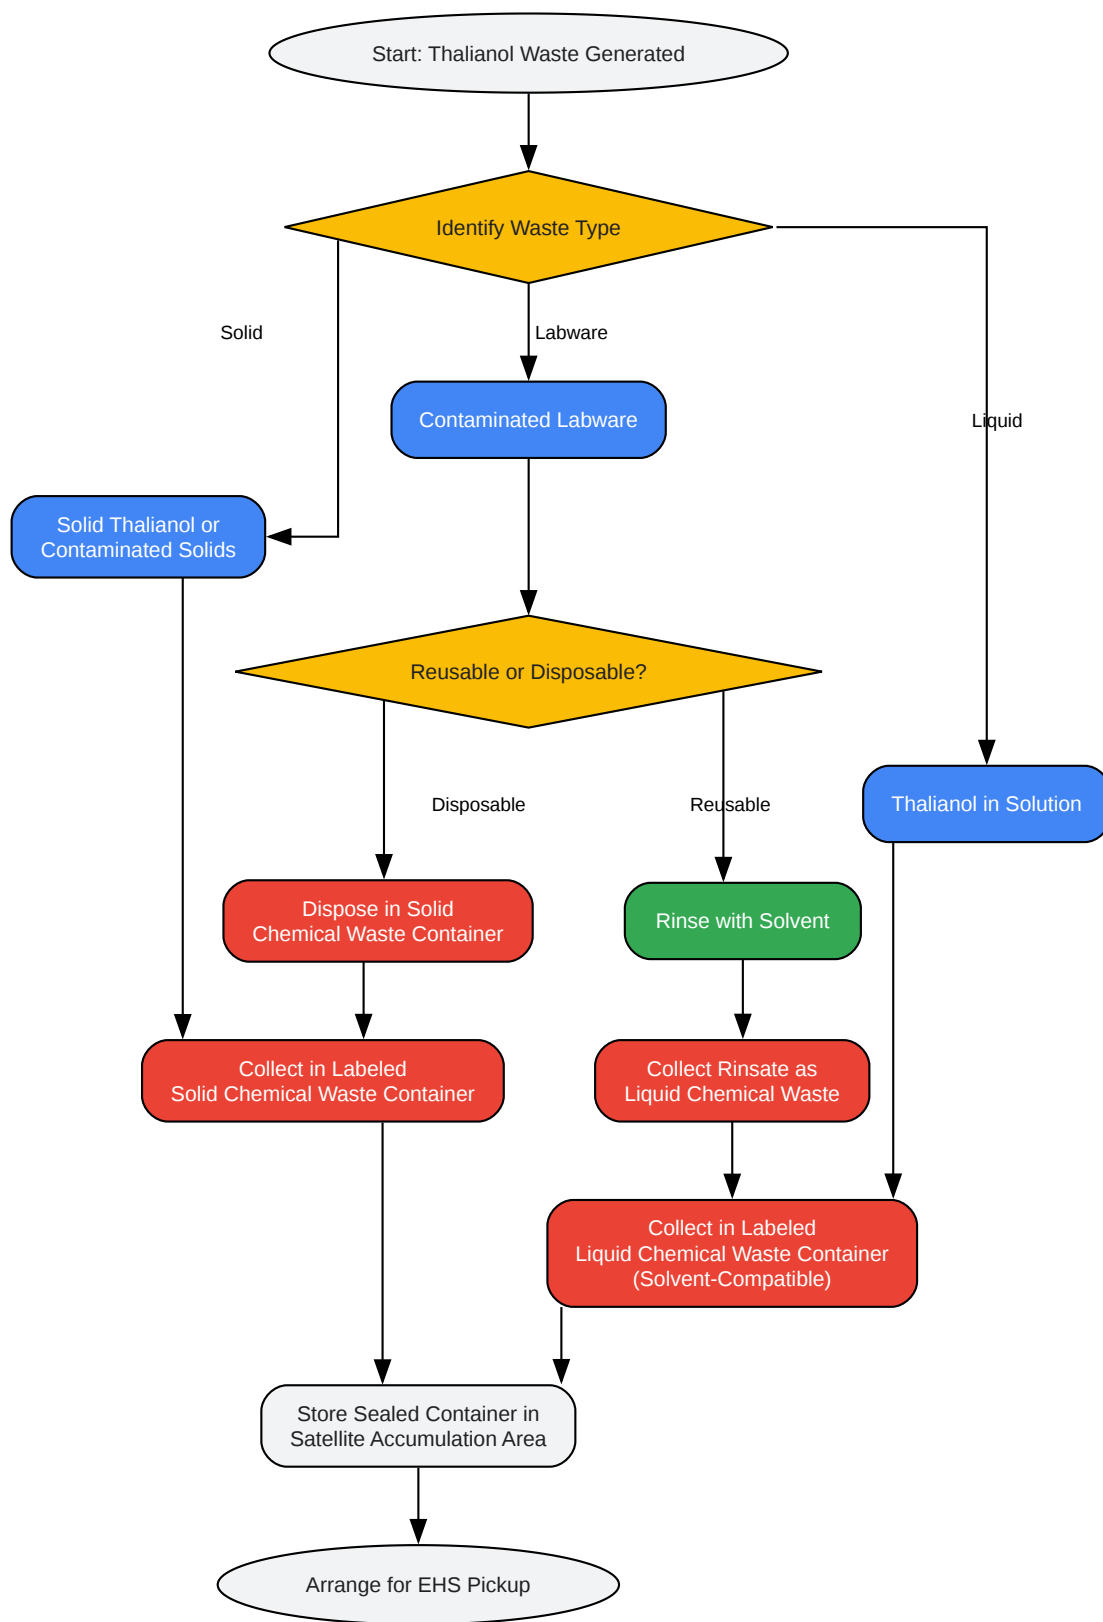 Start: Thalianol Waste Generated
Identify Waste Type
Solid
Labware
Contaminated Labware
Liquid
Solid Thalianol or
Contaminated Solids
Reusable or Disposable?
Disposable
Reusable
Thalianol in Solution
Dispose in Solid
Chemical Waste Container
Rinse with Solvent
Collect in Labeled
Solid Chemical Waste Container
Collect Rinsate as
Liquid Chemical Waste
Collect in Labeled
Liquid Chemical Waste Container
(Solvent-Compatible)
Store Sealed Container in
Satellite Accumulation Area
Arrange for EHS Pickup